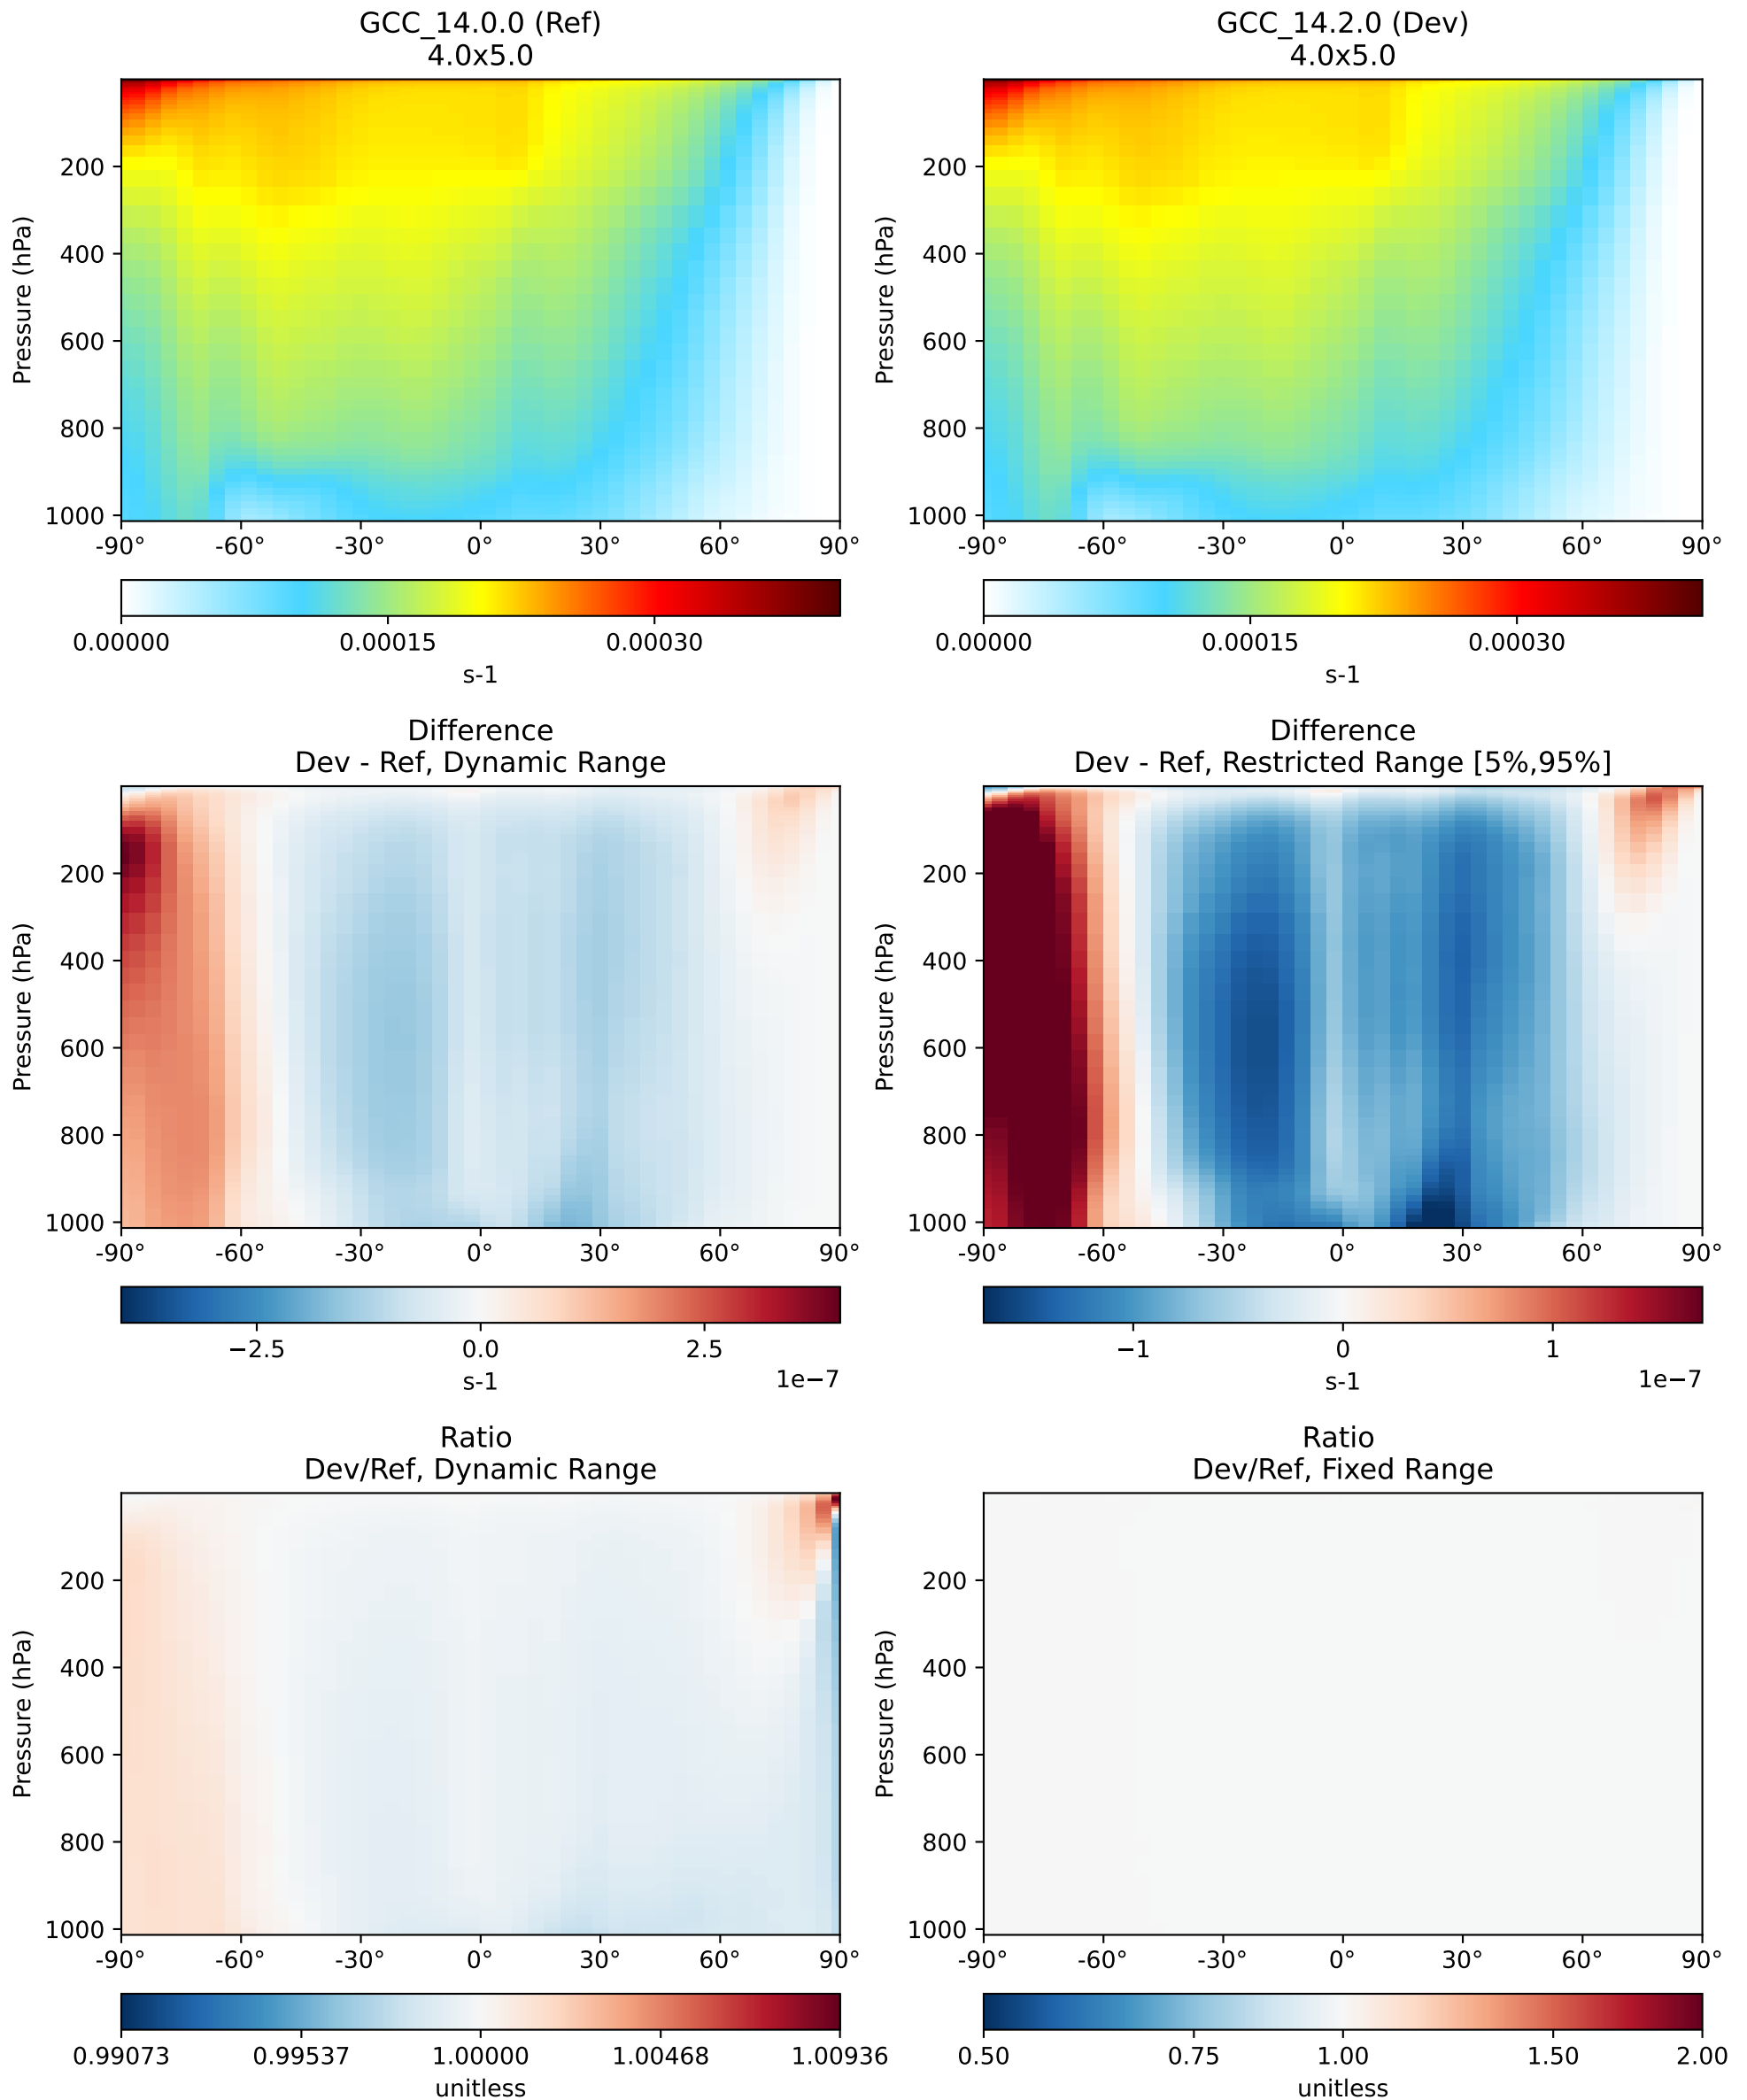 GCC_14.0.0 (Ref)
4.0x5.0
Pressure (hPa)
200
400
600
800
1000
-90° -60° -30° 0° 30° 60° 90°
0.00000 0.00015 0.00030
s-1
GCC_14.2.0 (Dev)
4.0x5.0
Pressure (hPa)
200
400
600
800
1000
-90° -60° -30° 0° 30° 60° 90°
0.00000 0.00015 0.00030
s-1
Difference
Dev - Ref, Dynamic Range
Pressure (hPa)
200
400
600
800
1000
-90° -60° -30° 0° 30° 60° 90°
−2.5 0.0 2.5
s-1 1e−7
Difference
Dev - Ref, Restricted Range [5%,95%]
Pressure (hPa)
200
400
600
800
1000
-90° -60° -30° 0° 30° 60° 90°
−1 0 1
s-1 1e−7
Ratio
Dev/Ref, Dynamic Range
Pressure (hPa)
200
400
600
800
1000
-90° -60° -30° 0° 30° 60° 90°
0.99073 0.99537 1.00000 1.00468 1.00936
unitless
Ratio
Dev/Ref, Fixed Range
Pressure (hPa)
200
400
600
800
1000
-90° -60° -30° 0° 30° 60° 90°
0.50 0.75 1.00 1.50 2.00
unitless